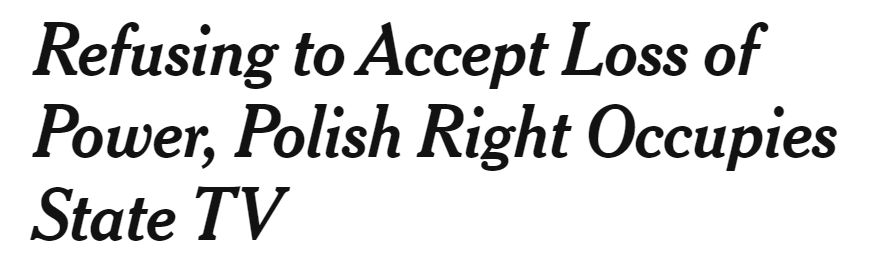 Refusing to Accept Loss of
Power, Polish Right Occupies
State TV